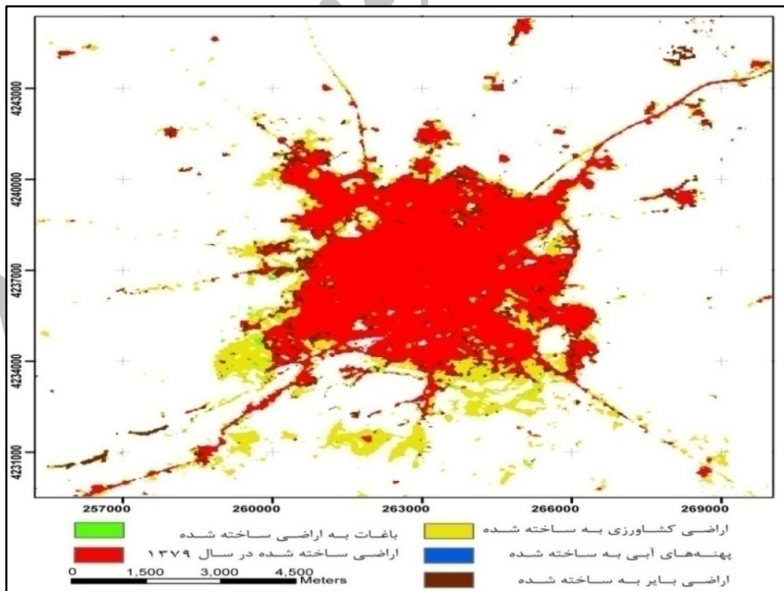 4243000
4240000
4237000
4234000
4231000
257000 260000 263000 266000 269000
اراضی کشاورزی به ساخته شده
باغات به اراضی ساخته شده
پهنه‌های آبی به ساخته شده
اراضی ساخته شده در سال ۱۳۷۹
اراضی بایر به ساخته شده
0 1,500 3,000 4,500
Meters